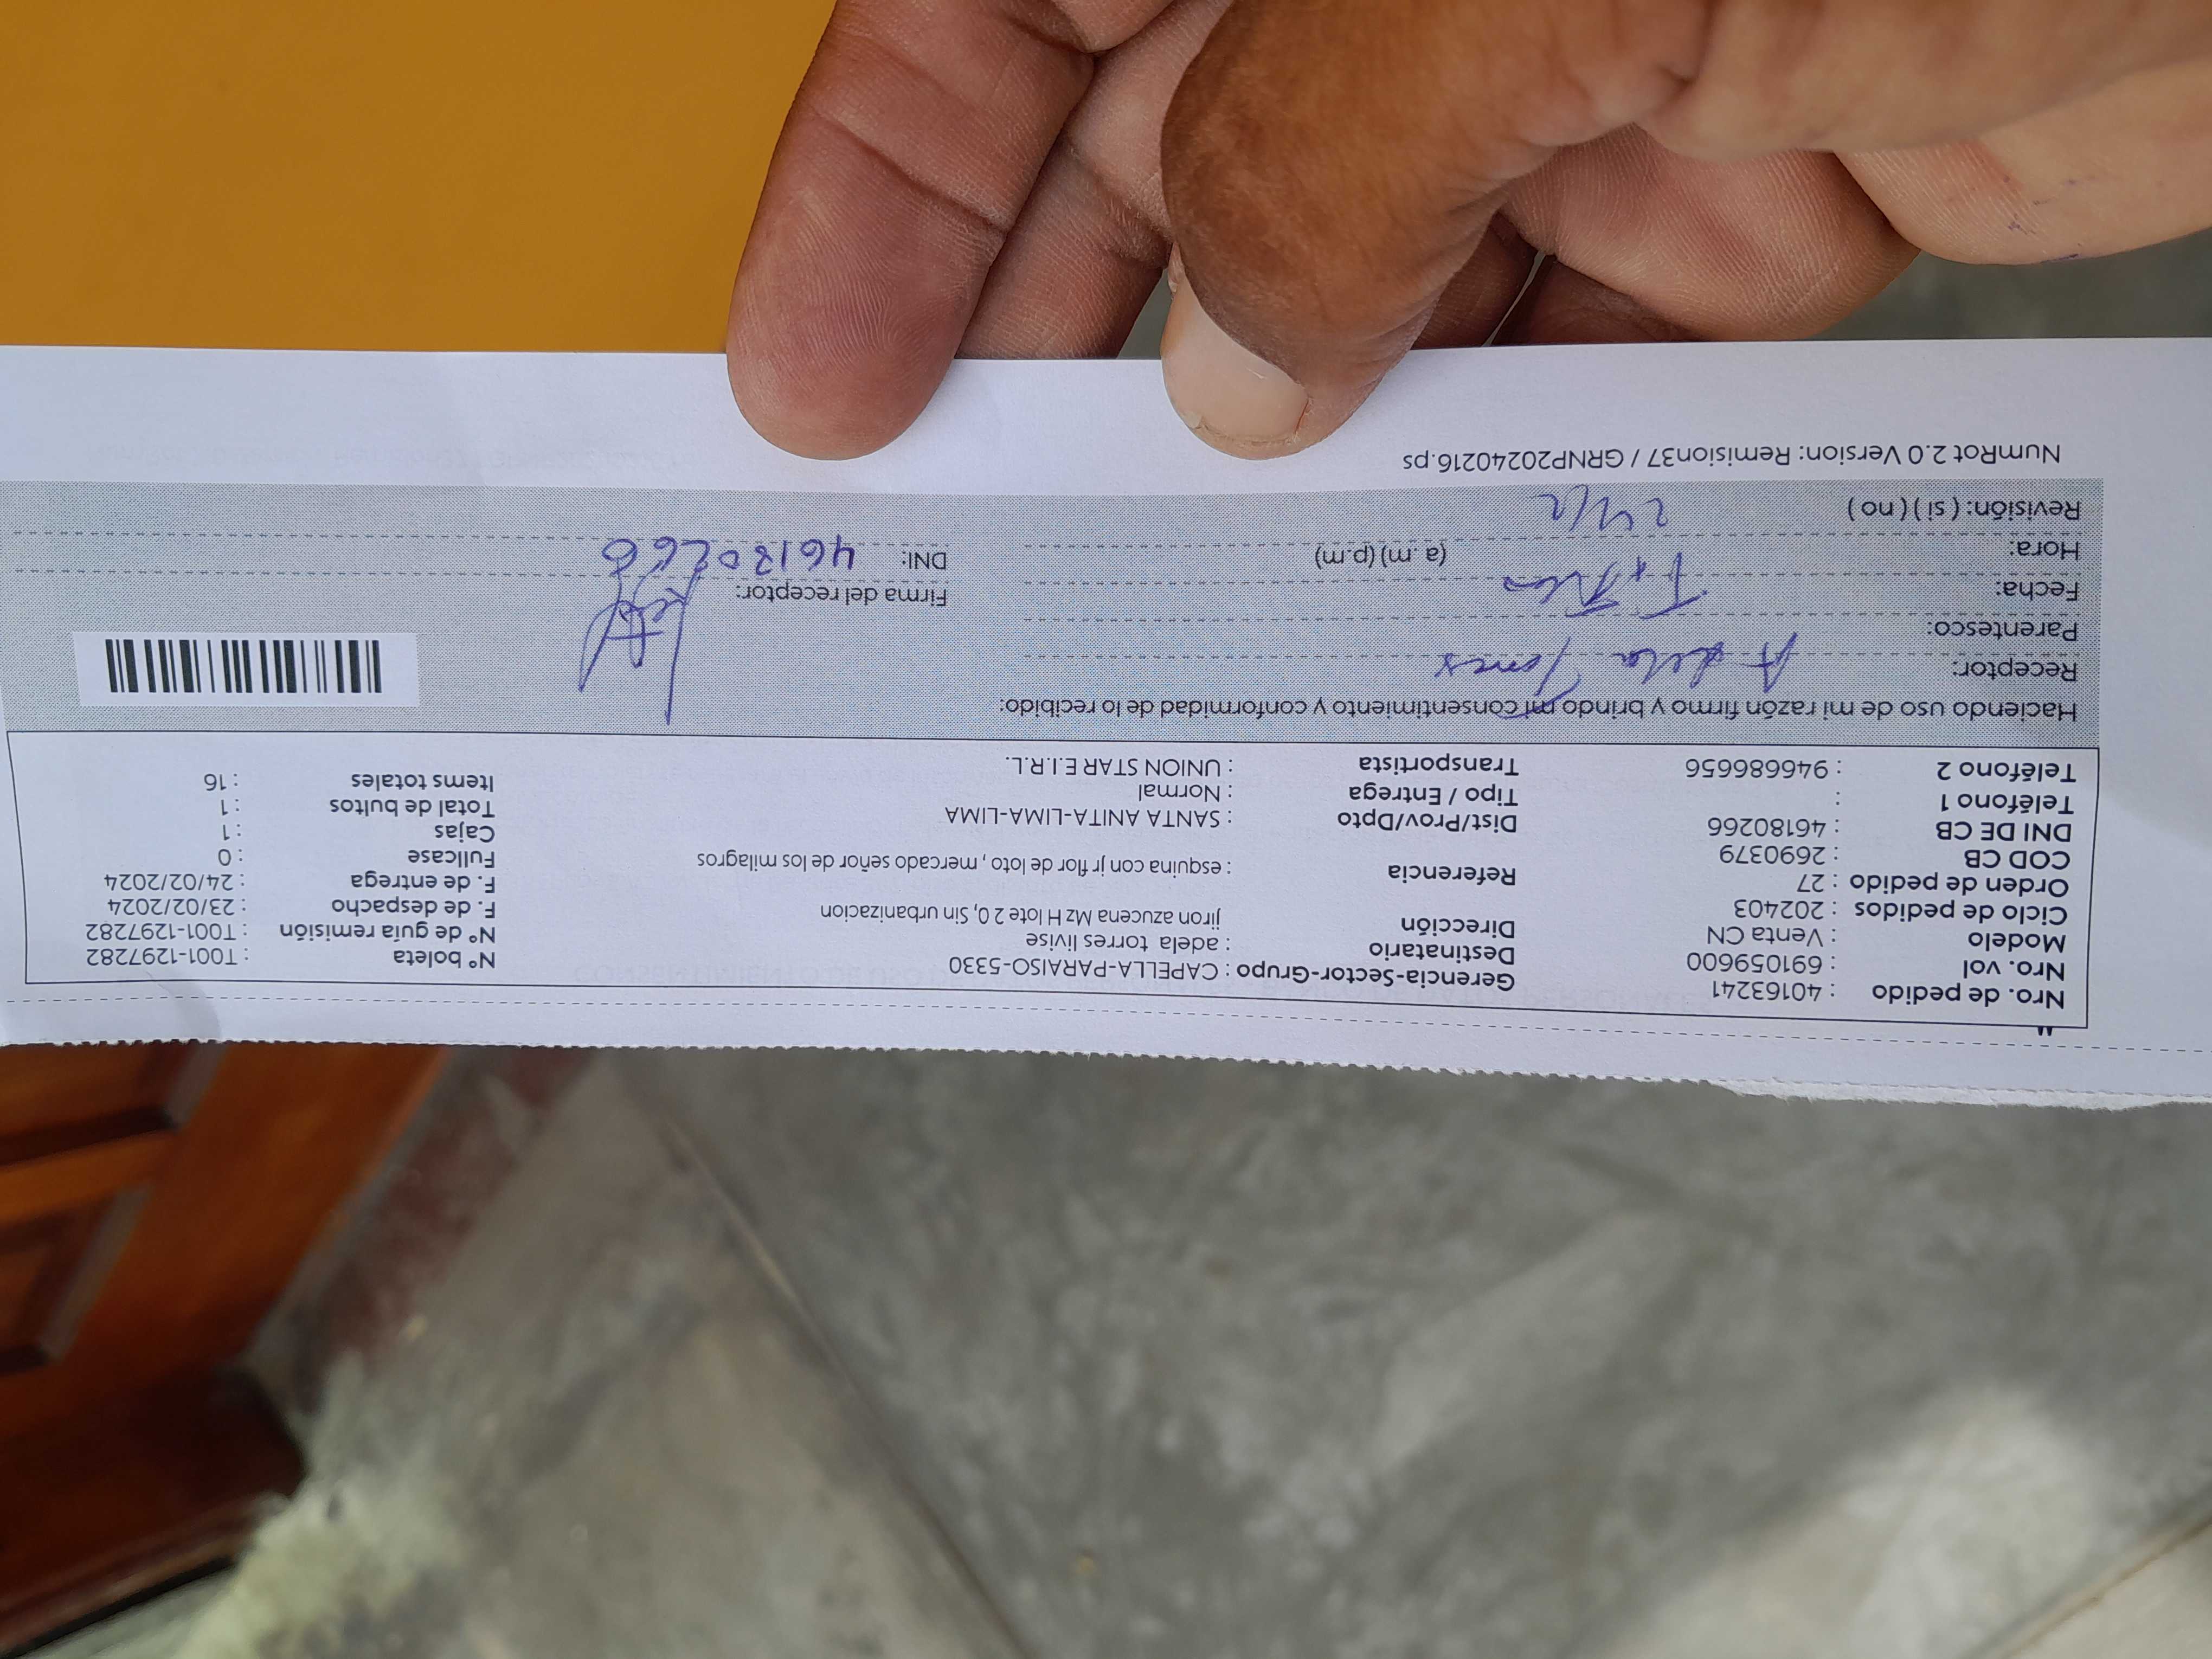 Nro. de pedido : 40163241 Gerencia-Sector-Grupo : CAPELLA-PARAISO-5330 N° boleta : T001-1297282
Nro. vol : 691059600 Destinatario : adela torres livise N° de guía remisión : T001-1297282
Modelo : Venta CN Dirección jiron azucena Mz H lote 2 0, Sin urbanizacion F. de despacho : 23/02/2024
Ciclo de pedidos : 202403 F. de entrega : 24/02/2024
Orden de pedido : 27 Referencia : esquina con jr flor de loto , mercado señor de los milagros Fullcase : 0
COD CB : 2690379 Cajas : 1
DNI DE CB : 46180266 Dist/Prov/Dpto : SANTA ANITA-LIMA-LIMA Total de bultos : 1
Teléfono 1 : Tipo / Entrega : Normal Items totales : 16
Teléfono 2 : 946686656 Transportista : UNION STAR E.I.R.L.
Haciendo uso de mi razón firmo y brindo mi consentimiento y conformidad de lo recibido:
Receptor: Adela Torres
Parentesco:
Fecha: Firma del receptor:
Hora: (a .m) (p.m) DNI: 46180266
Revisión: ( si ) ( no ) 24/2
NumRot 2.0 Version: Remision37 / GRNP20240216.ps